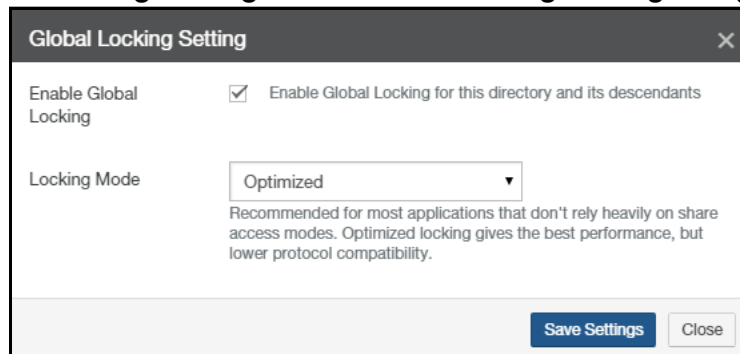 Global Locking Setting
Enable Global
Locking
Enable Global Locking for this directory and its descendants
Locking Mode
Optimized
Recommended for most applications that don't rely heavily on share
access modes. Optimized locking gives the best performance, but
lower protocol compatibility.
Save Settings
Close